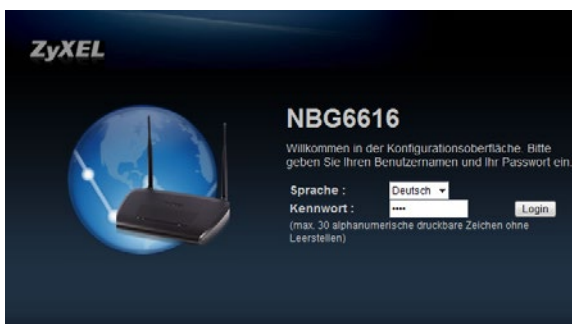 ZyXEL
NBG6616
Willkommen in der Konfigurationsoberfläche. Bitte
geben Sie Ihren Benutzernamen und Ihr Passwort ein.
Sprache :
Deutsch
Kennwort :
••••
Login
(max. 30 alphanumerische druckbare Zeichen ohne
Leerstellen)